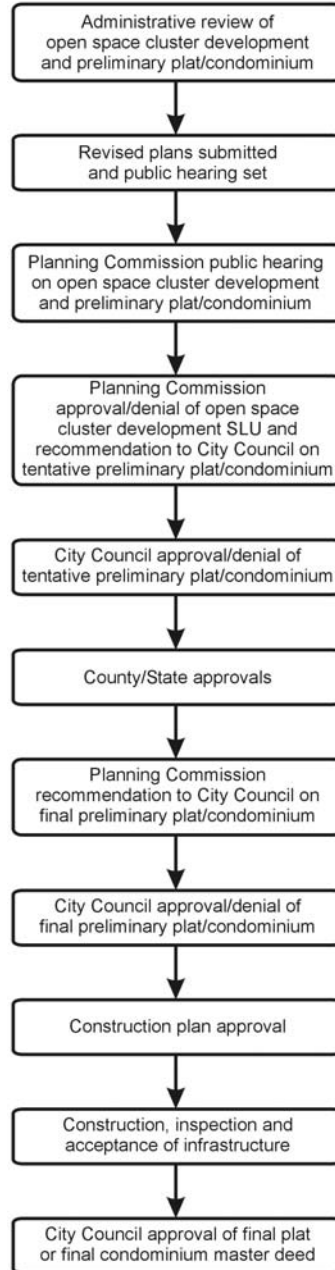 Administrative review of
open space cluster development
and preliminary plat/condominium
Revised plans submitted
and public hearing set
Planning Commission public hearing
on open space cluster development
and preliminary plat/condominium
Planning Commission
approval/denial of open space
cluster development SLU and
recommendation to City Council on
tentative preliminary plat/condominium
City Council approval/denial of
tentative preliminary plat/condominium
County/State approvals
Planning Commission
recommendation to City Council on
final preliminary plat/condominium
City Council approval/denial of
final preliminary plat/condominium
Construction plan approval
Construction, inspection and
acceptance of infrastructure
City Council approval of final plat
or final condominium master deed